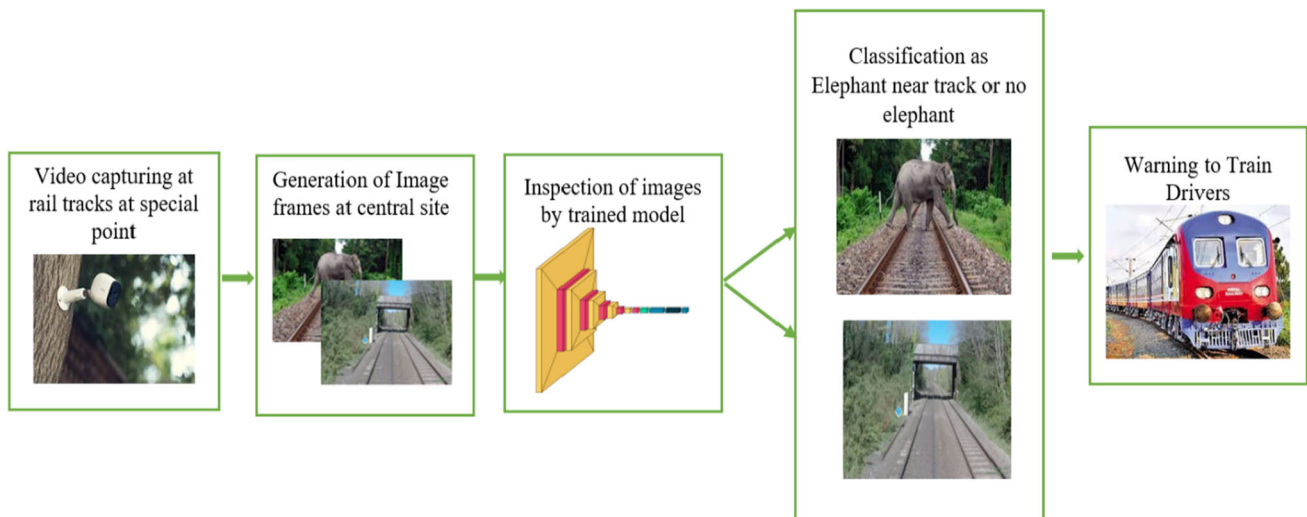 Video capturing at
rail tracks at special
point
Generation of Image
frames at central site
Inspection of images
by trained model
Classification as
Elephant near track or no
elephant
Warning to Train
Drivers